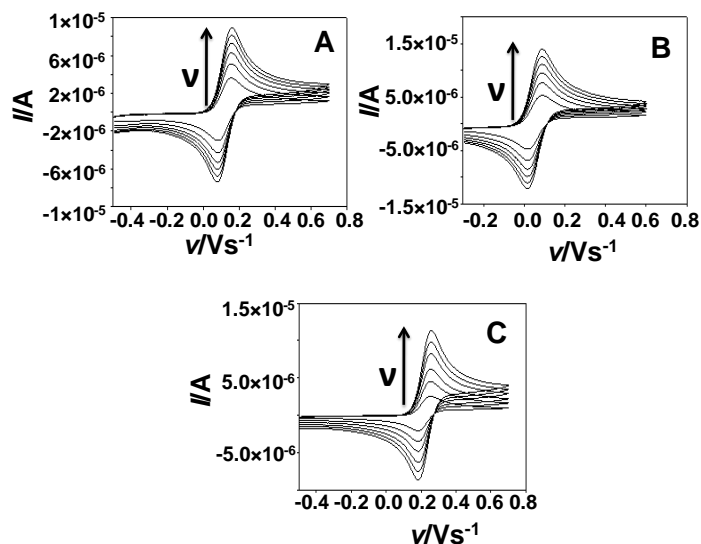 A
1×10⁻⁵
6×10⁻⁶
2×10⁻⁶
-2×10⁻⁶
-6×10⁻⁶
-1×10⁻⁵
I/A
ν
-0.4 -0.2 0.0 0.2 0.4 0.6 0.8
v/Vs⁻¹
B
1.5×10⁻⁵
5.0×10⁻⁶
-5.0×10⁻⁶
-1.5×10⁻⁵
I/A
ν
-0.2 0.0 0.2 0.4 0.6 0.8
v/Vs⁻¹
C
1.5×10⁻⁵
5.0×10⁻⁶
-5.0×10⁻⁶
I/A
ν
-0.4 -0.2 0.0 0.2 0.4 0.6 0.8
v/Vs⁻¹